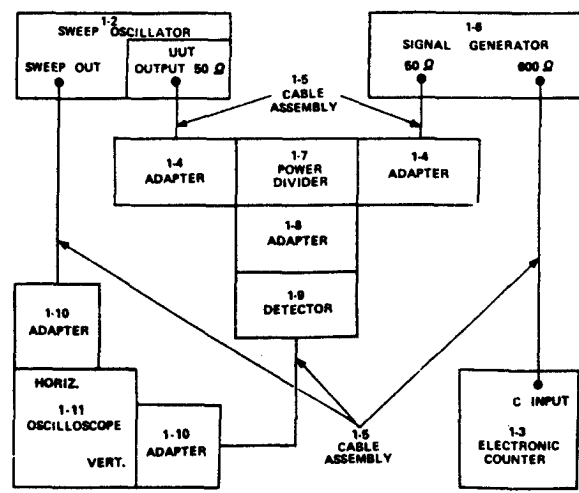 1-2
SWEEP OSCILLATOR
SWEEP OUT
UUT
OUTPUT 50 Ω
1-6
SIGNAL GENERATOR
50 Ω
600 Ω
1-5
CABLE
ASSEMBLY
1-4
ADAPTER
1-7
POWER
DIVIDER
1-4
ADAPTER
1-8
ADAPTER
1-9
DETECTOR
1-10
ADAPTER
HORIZ.
1-11
OSCILLOSCOPE
VERT.
1-10
ADAPTER
1-5
CABLE
ASSEMBLY
C INPUT
1-3
ELECTRONIC
COUNTER